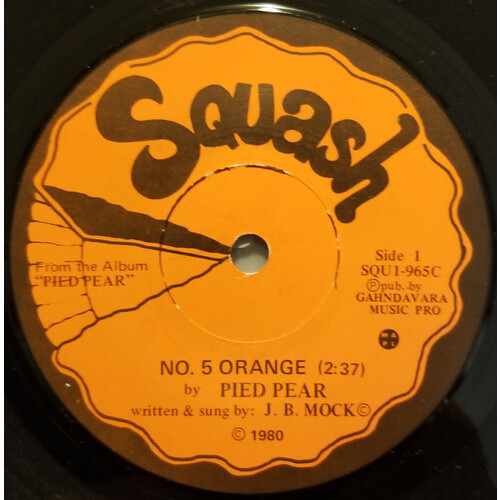 Squash
From the Album
"PIED PEAR"
Side 1
SQU1-965C
Ⓟpub. by
GAHNDAVARA
MUSIC PRO
NO. 5 ORANGE (2:37)
by PIED PEAR
written & sung by: J. B. MOCK©
© 1980